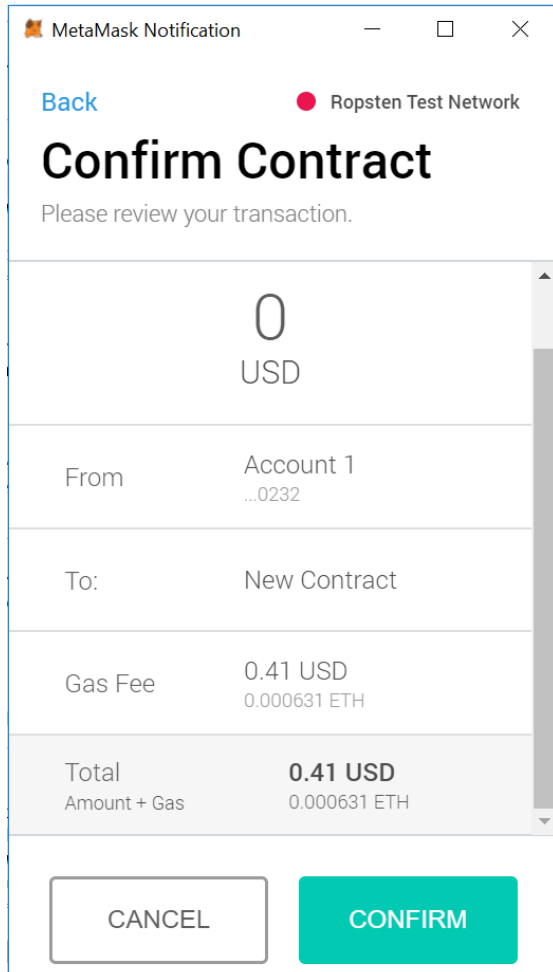 MetaMask Notification
Back
Ropsten Test Network
Confirm Contract
Please review your transaction.
0
USD
From
Account 1
...0232
To:
New Contract
Gas Fee
0.41 USD
0.000631 ETH
Total
0.41 USD
Amount + Gas
0.000631 ETH
CANCEL
CONFIRM